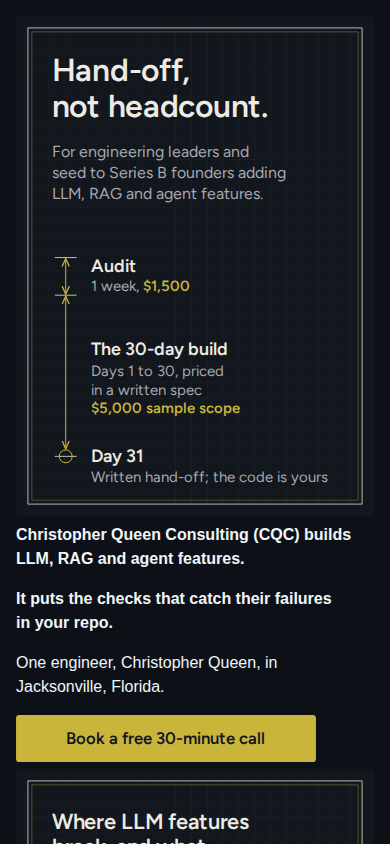 Hand-off,
not headcount.
For engineering leaders and
seed to Series B founders adding
LLM, RAG and agent features.
Audit
1 week, $1,500
The 30-day build
Days 1 to 30, priced
in a written spec
$5,000 sample scope
Day 31
Written hand-off; the code is yours
Christopher Queen Consulting (CQC) builds
LLM, RAG and agent features.
It puts the checks that catch their failures
in your repo.
One engineer, Christopher Queen, in
Jacksonville, Florida.
Book a free 30-minute call
Where LLM features
break, and what